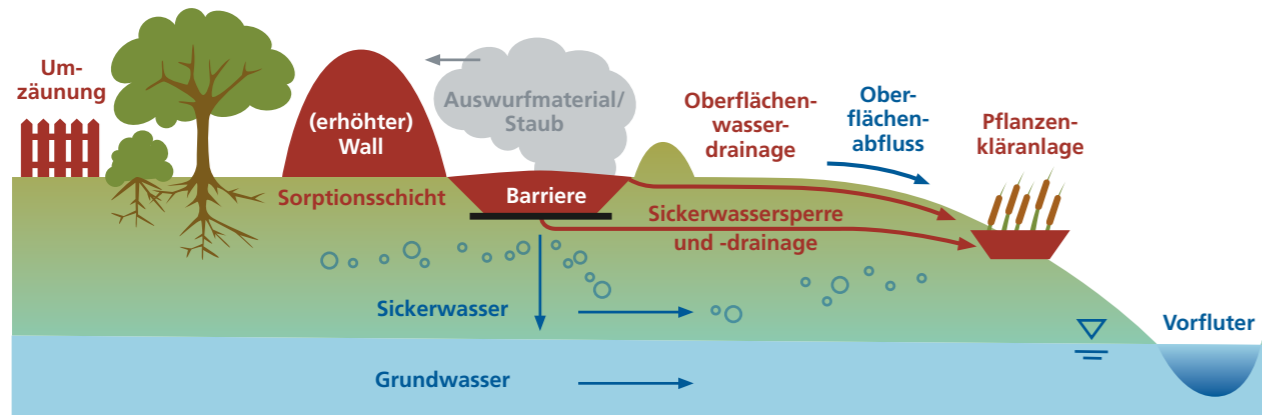 Um-
zäunung
(erhöhter)
Wall
Auswurfmaterial/
Staub
Oberflächen-
wasser-
drainage
Ober-
flächen-
abfluss
Pflanzen-
kläranlage
Sorptionsschicht
Barriere
Sickerwassersperre
und -drainage
Sickerwasser
Vorfluter
Grundwasser